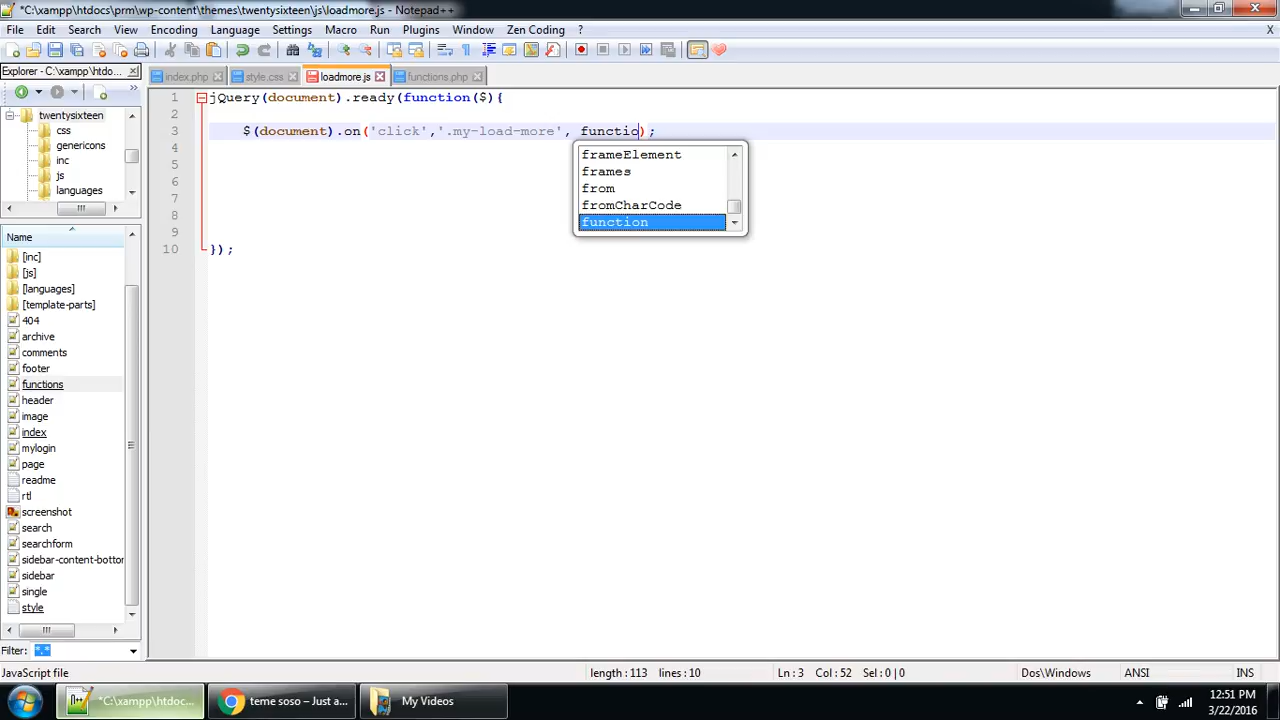 *C:\xampp\htdocs\prm\wp-content\themes\twentysixteen\js\loadmore.js - Notepad++
File Edit Search View Encoding Language Settings Macro Run Plugins Window Zen Coding ? X
Explorer - C:\xampp\htdo...
index.php style.css loadmore.js functions.php
twentysixteen
css
genericons
inc
js
languages
Name
[inc]
[js]
[languages]
[template-parts]
404
archive
comments
footer
functions
header
image
index
mylogin
page
readme
rtl
screenshot
search
searchform
sidebar-content-bottor
sidebar
single
style
Filter: *.*
1 jQuery(document).ready(function($){
2
3 $(document).on('click','.my-load-more', functio);
4
5
6
7
8
9
10 });
frameElement
frames
from
fromCharCode
function
JavaScript file length : 113 lines : 10 Ln : 3 Col : 52 Sel : 0 | 0 Dos\Windows ANSI INS
*C:\xampp\htdoc... teme soso – Just a... My Videos 12:51 PM
3/22/2016